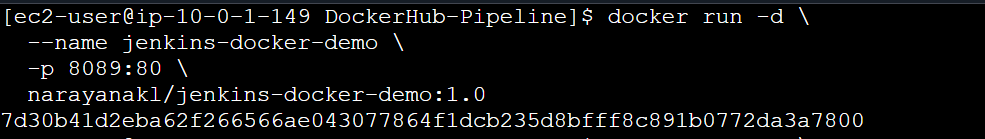 [ec2-user@ip-10-0-1-149 DockerHub-Pipeline]$ docker run -d \
  --name jenkins-docker-demo \
  -p 8089:80 \
  narayanakl/jenkins-docker-demo:1.0
7d30b41d2eba62f266566ae043077864f1dcb235d8bfff8c891b0772da3a7800